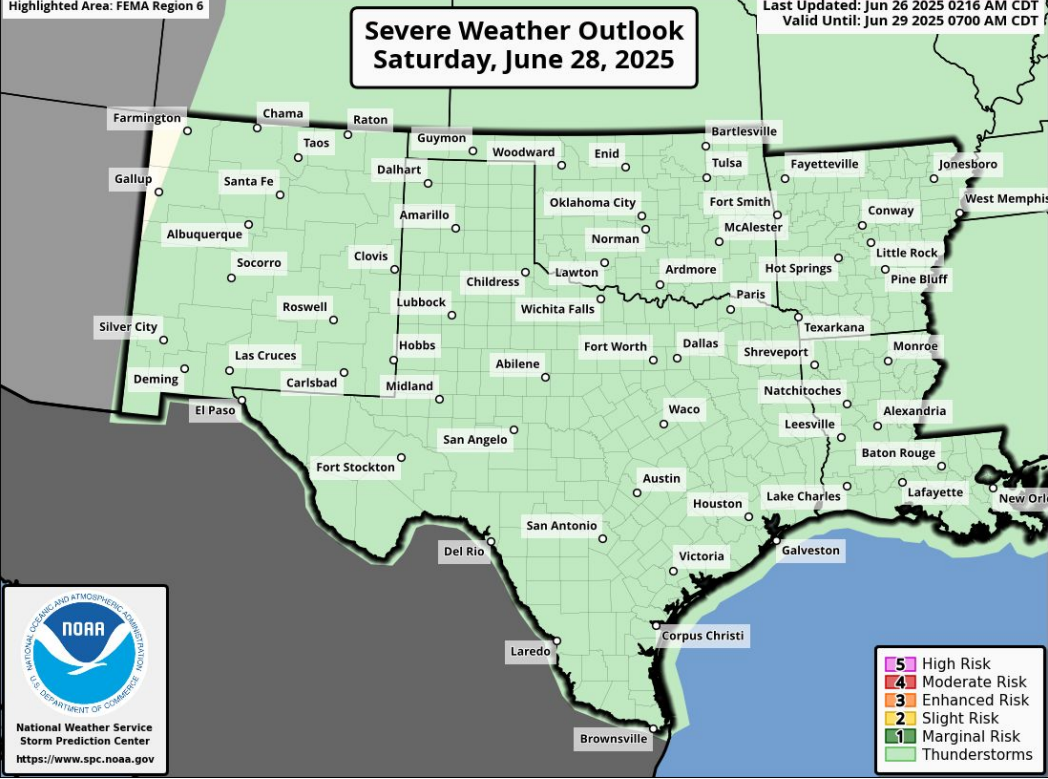 Highlighted Area: FEMA Region 6
Severe Weather Outlook
Saturday, June 28, 2025
Last Updated: Jun 26 2025 0216 AM CDT
Valid Until: Jun 29 2025 0700 AM CDT
Farmington
Chama
Raton
Taos
Guymon
Woodward
Enid
Bartlesville
Tulsa
Fayetteville
Jonesboro
Gallup
Santa Fe
Dalhart
Amarillo
Oklahoma City
Fort Smith
Conway
West Memphis
Albuquerque
Norman
McAlester
Socorro
Clovis
Childress
Lawton
Ardmore
Hot Springs
Little Rock
Pine Bluff
Roswell
Lubbock
Wichita Falls
Paris
Texarkana
Silver City
Hobbs
Fort Worth
Dallas
Shreveport
Monroe
Las Cruces
Abilene
Deming
Carlsbad
Midland
Natchitoches
El Paso
Waco
Leesville
Alexandria
San Angelo
Baton Rouge
Fort Stockton
Austin
Houston
Lake Charles
Lafayette
New Orl
San Antonio
Del Rio
Victoria
Galveston
Corpus Christi
Laredo
Brownsville
NATIONAL OCEANIC AND ATMOSPHERIC ADMINISTRATION
NOAA
U.S. DEPARTMENT OF COMMERCE
National Weather Service
Storm Prediction Center
https://www.spc.noaa.gov
5 High Risk
4 Moderate Risk
3 Enhanced Risk
2 Slight Risk
1 Marginal Risk
Thunderstorms